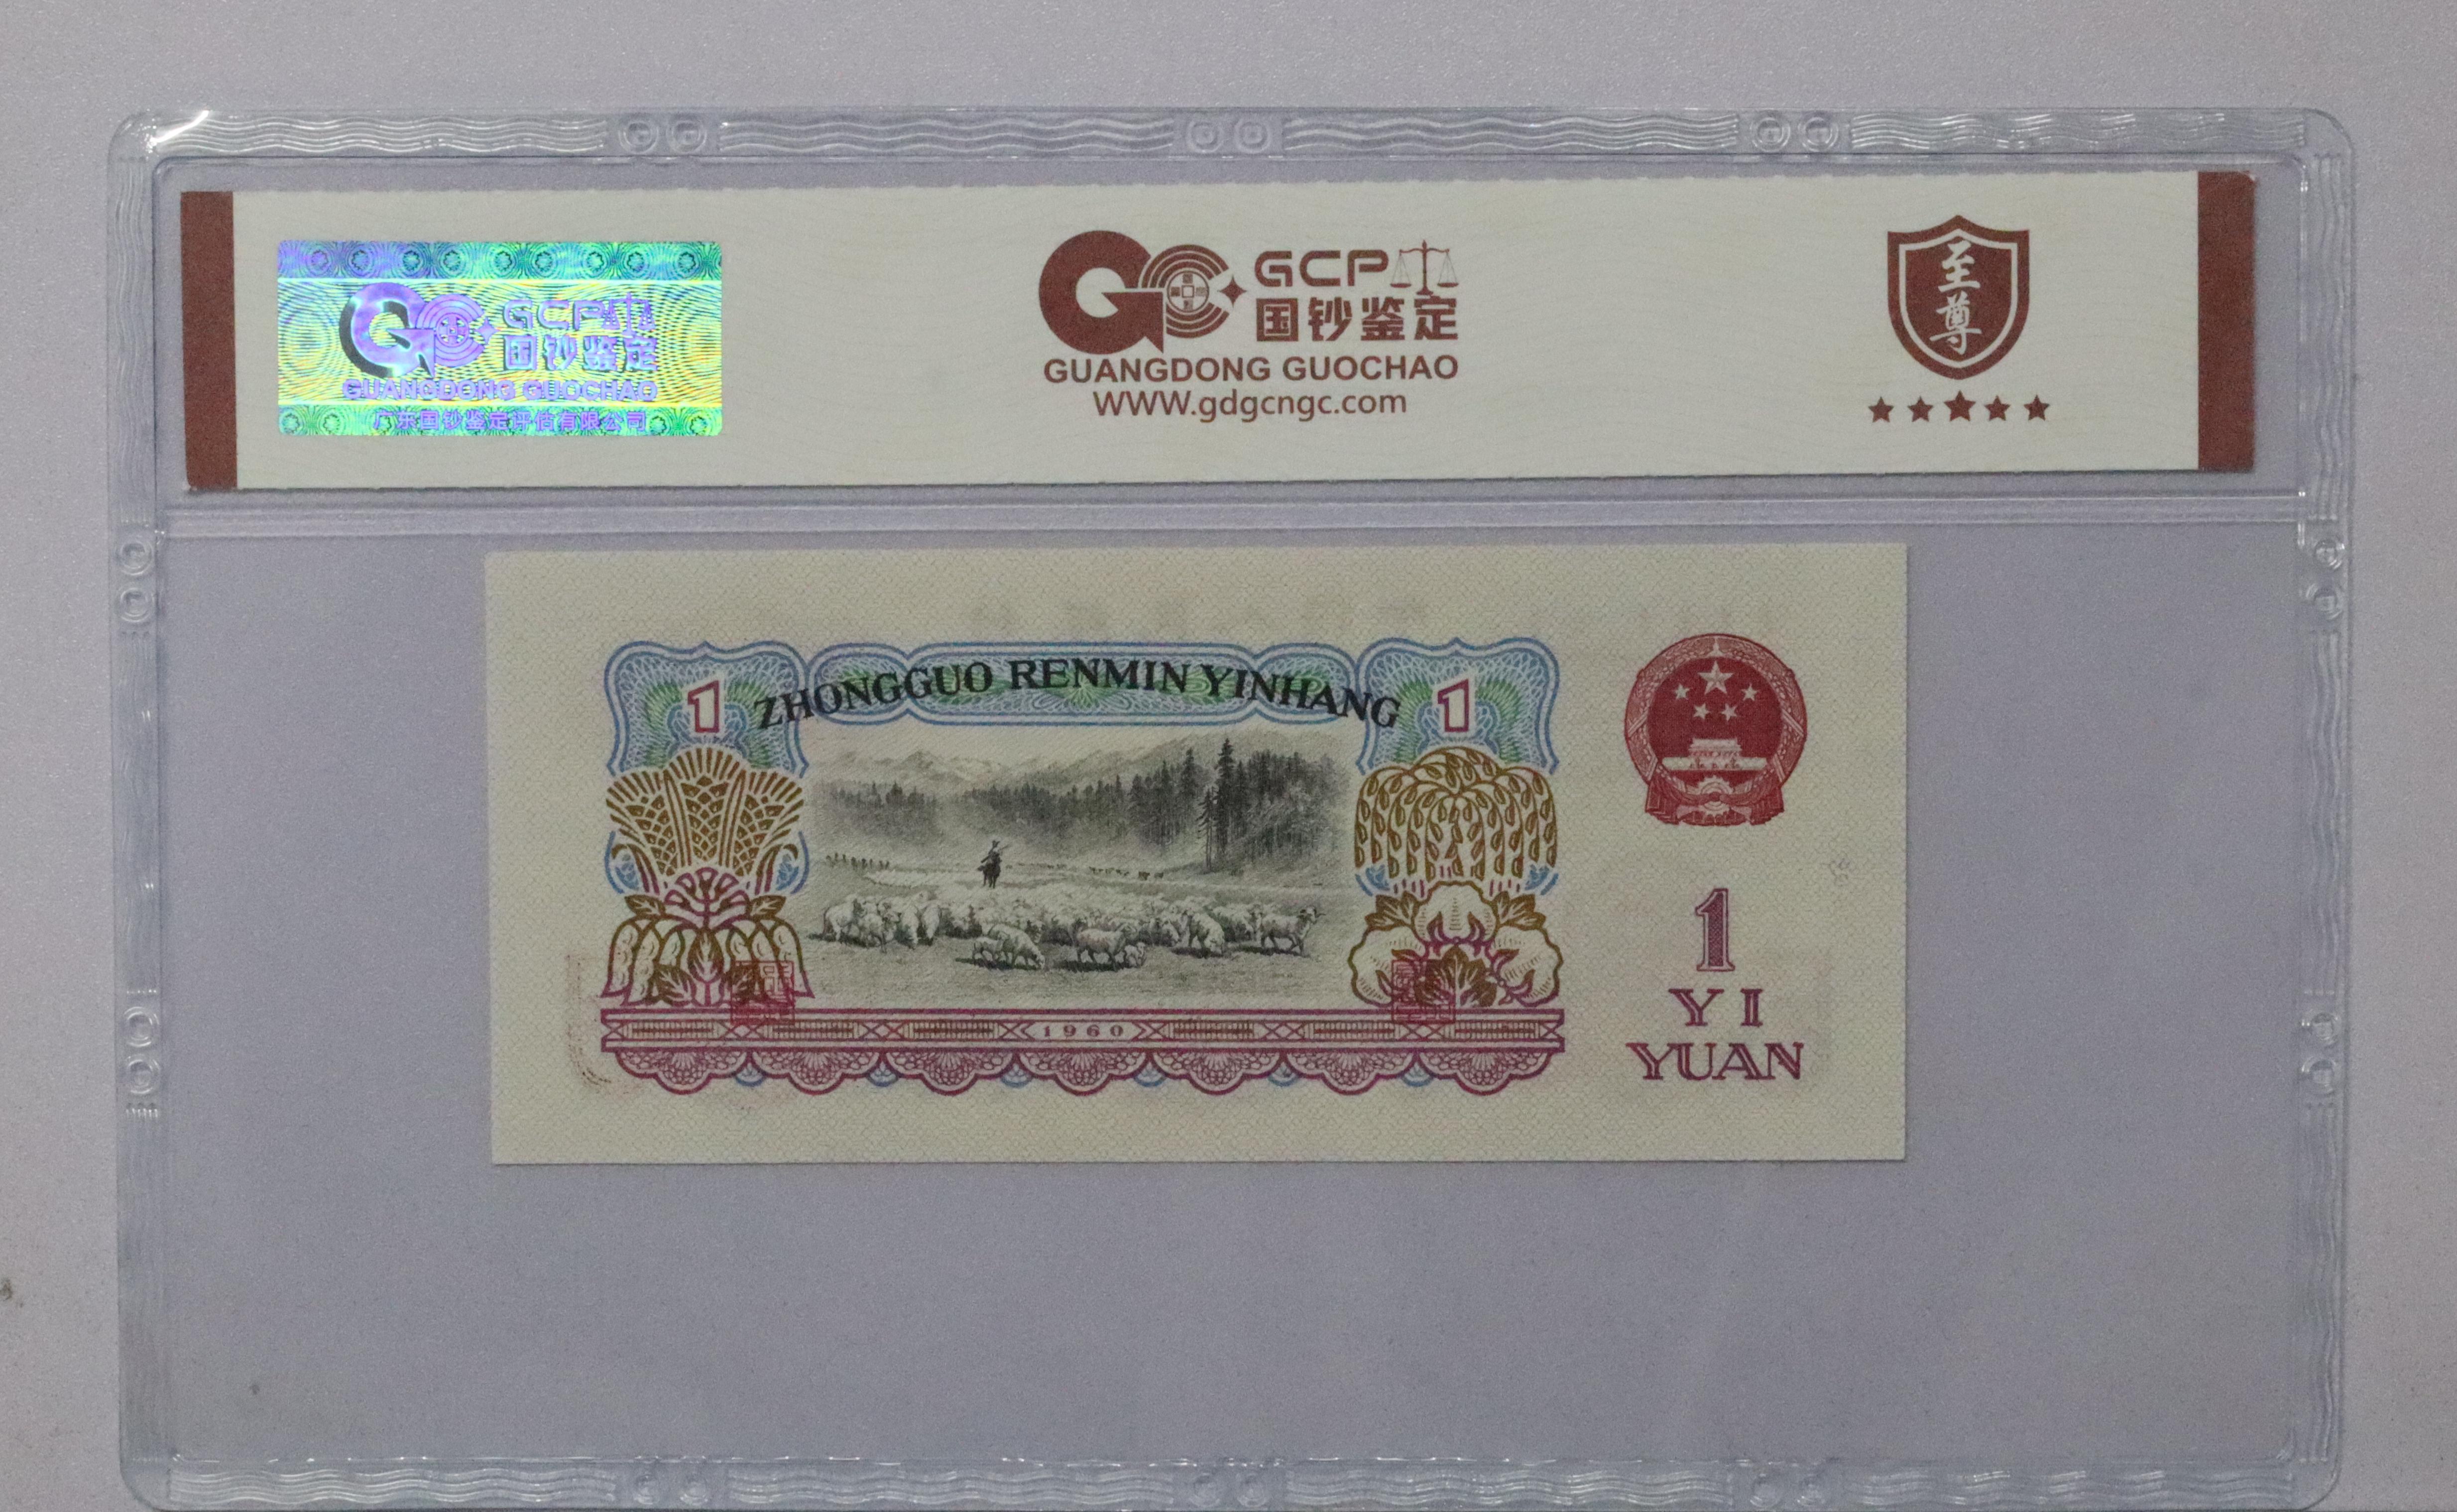 GCP
国钞鉴定
GUANGDONG GUOCHAO
广东国钞鉴定评估有限公司
GCP
国钞鉴定
GUANGDONG GUOCHAO
WWW.gdgcngc.com
至尊
1
ZHONGGUO RENMIN YINHANG
1
1960
1
YI
YUAN